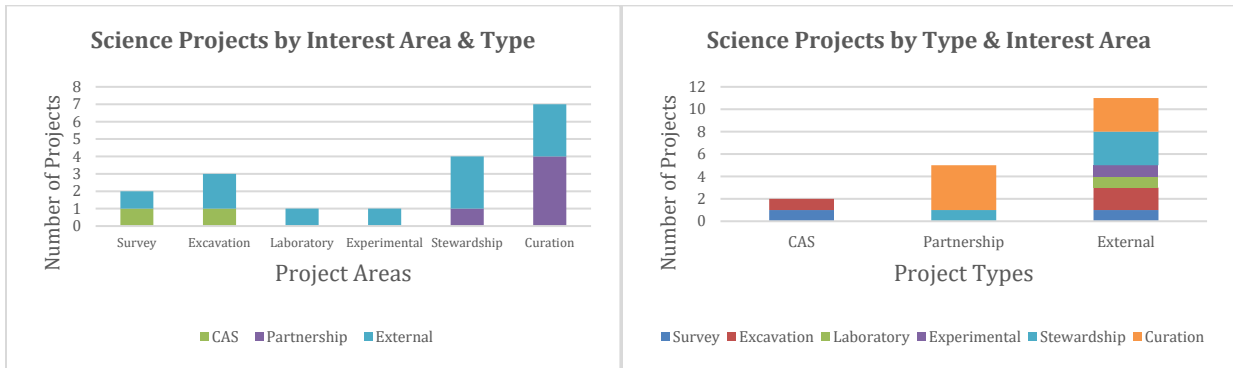 Science Projects by Interest Area & Type
Number of Projects
8
7
6
5
4
3
2
1
0
Survey Excavation Laboratory Experimental Stewardship Curation
Project Areas
CAS Partnership External
Science Projects by Type & Interest Area
Number of Projects
12
10
8
6
4
2
0
CAS Partnership External
Project Types
Survey Excavation Laboratory Experimental Stewardship Curation